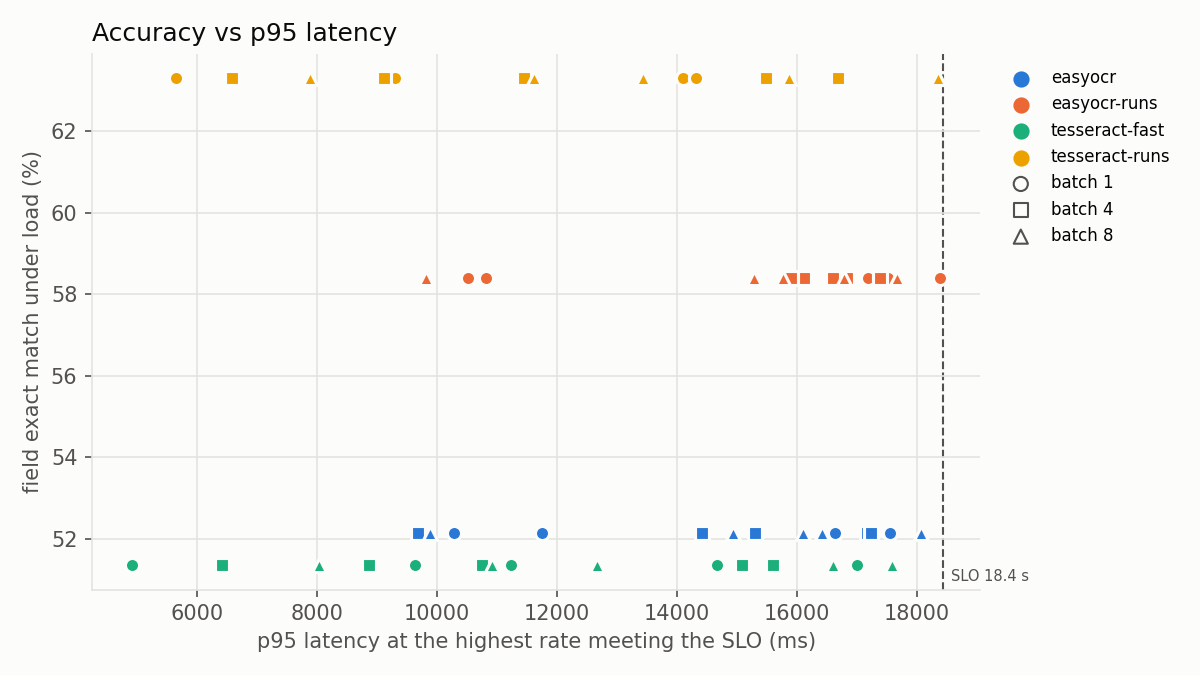 Accuracy vs p95 latency
field exact match under load (%)
62
60
58
56
54
52
6000 8000 10000 12000 14000 16000 18000
p95 latency at the highest rate meeting the SLO (ms)
SLO 18.4 s
easyocr
easyocr-runs
tesseract-fast
tesseract-runs
batch 1
batch 4
batch 8